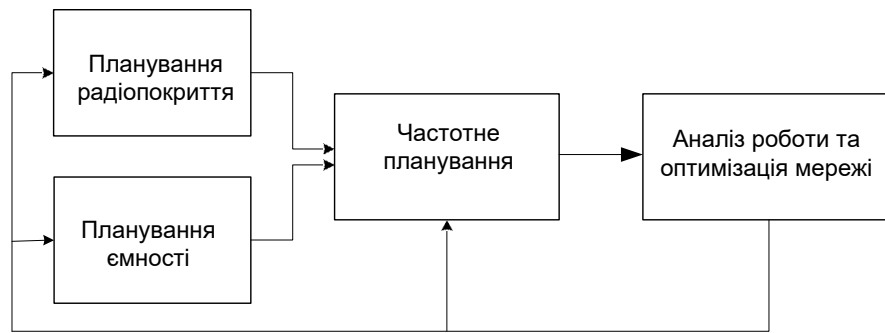 Планування
радіопокриття
Частотне
планування
Аналіз роботи та
оптимізація мережі
Планування
ємності